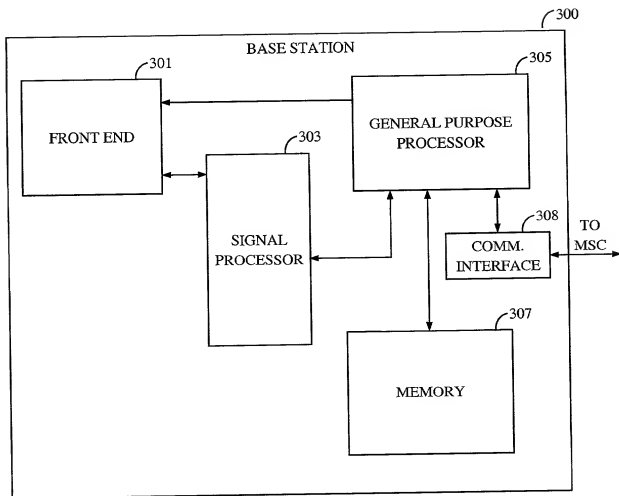 300
BASE STATION
301
305
FRONT END
GENERAL PURPOSE
PROCESSOR
303
308
TO
MSC
SIGNAL
PROCESSOR
COMM.
INTERFACE
307
MEMORY